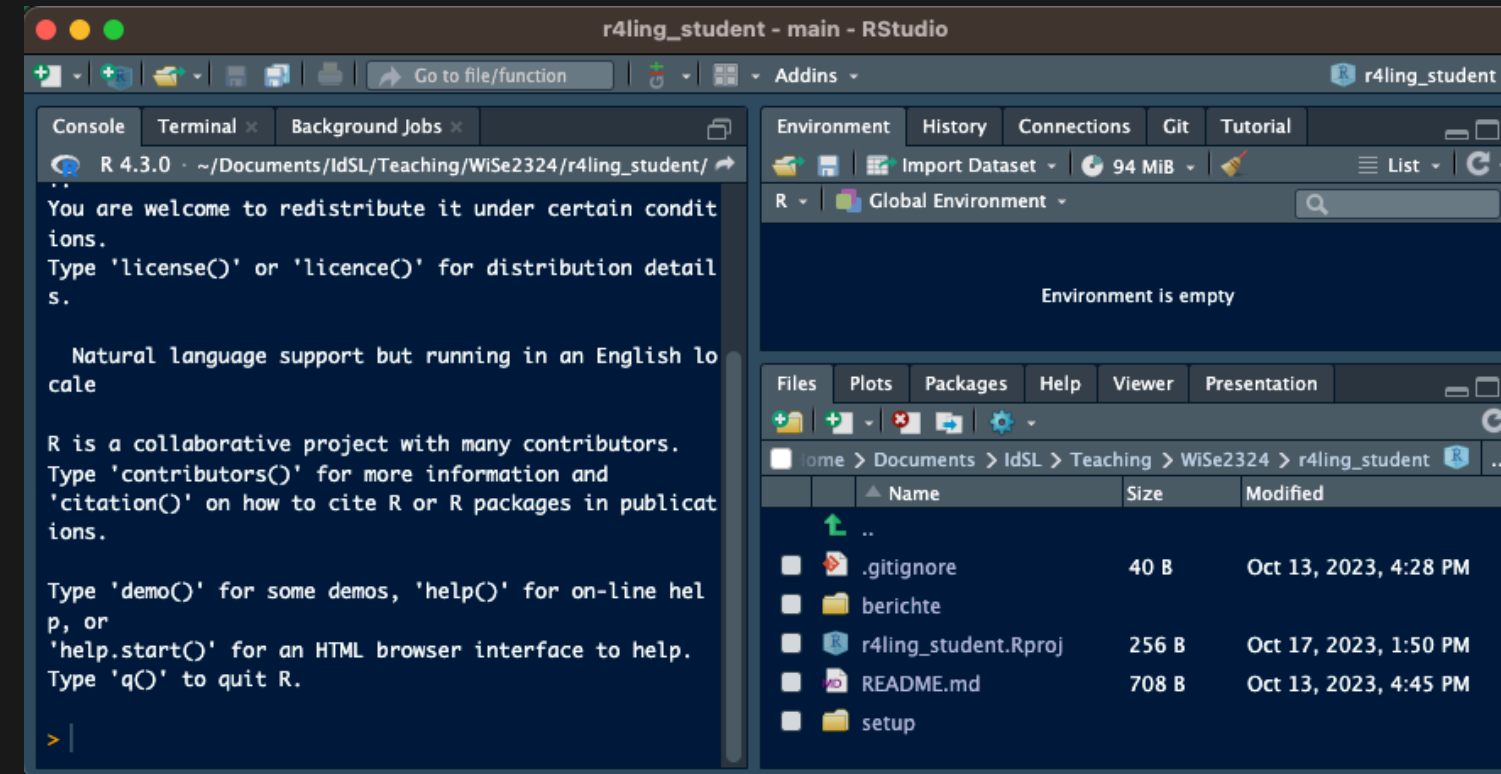 r4ling_student - main - RStudio
Go to file/function
Addins
r4ling_student
Console Terminal Background Jobs
R 4.3.0 · ~/Documents/IdSL/Teaching/WiSe2324/r4ling_student/
You are welcome to redistribute it under certain condit
ions.
Type 'license()' or 'licence()' for distribution detail
s.
Natural language support but running in an English lo
cale
R is a collaborative project with many contributors.
Type 'contributors()' for more information and
'citation()' on how to cite R or R packages in publicat
ions.
Type 'demo()' for some demos, 'help()' for on-line hel
p, or
'help.start()' for an HTML browser interface to help.
Type 'q()' to quit R.
>
Environment History Connections Git Tutorial
Import Dataset 94 MiB List
R Global Environment
Environment is empty
Files Plots Packages Help Viewer Presentation
ome > Documents > IdSL > Teaching > WiSe2324 > r4ling_student ..
Name Size Modified
..
.gitignore 40 B Oct 13, 2023, 4:28 PM
berichte
r4ling_student.Rproj 256 B Oct 17, 2023, 1:50 PM
README.md 708 B Oct 13, 2023, 4:45 PM
setup